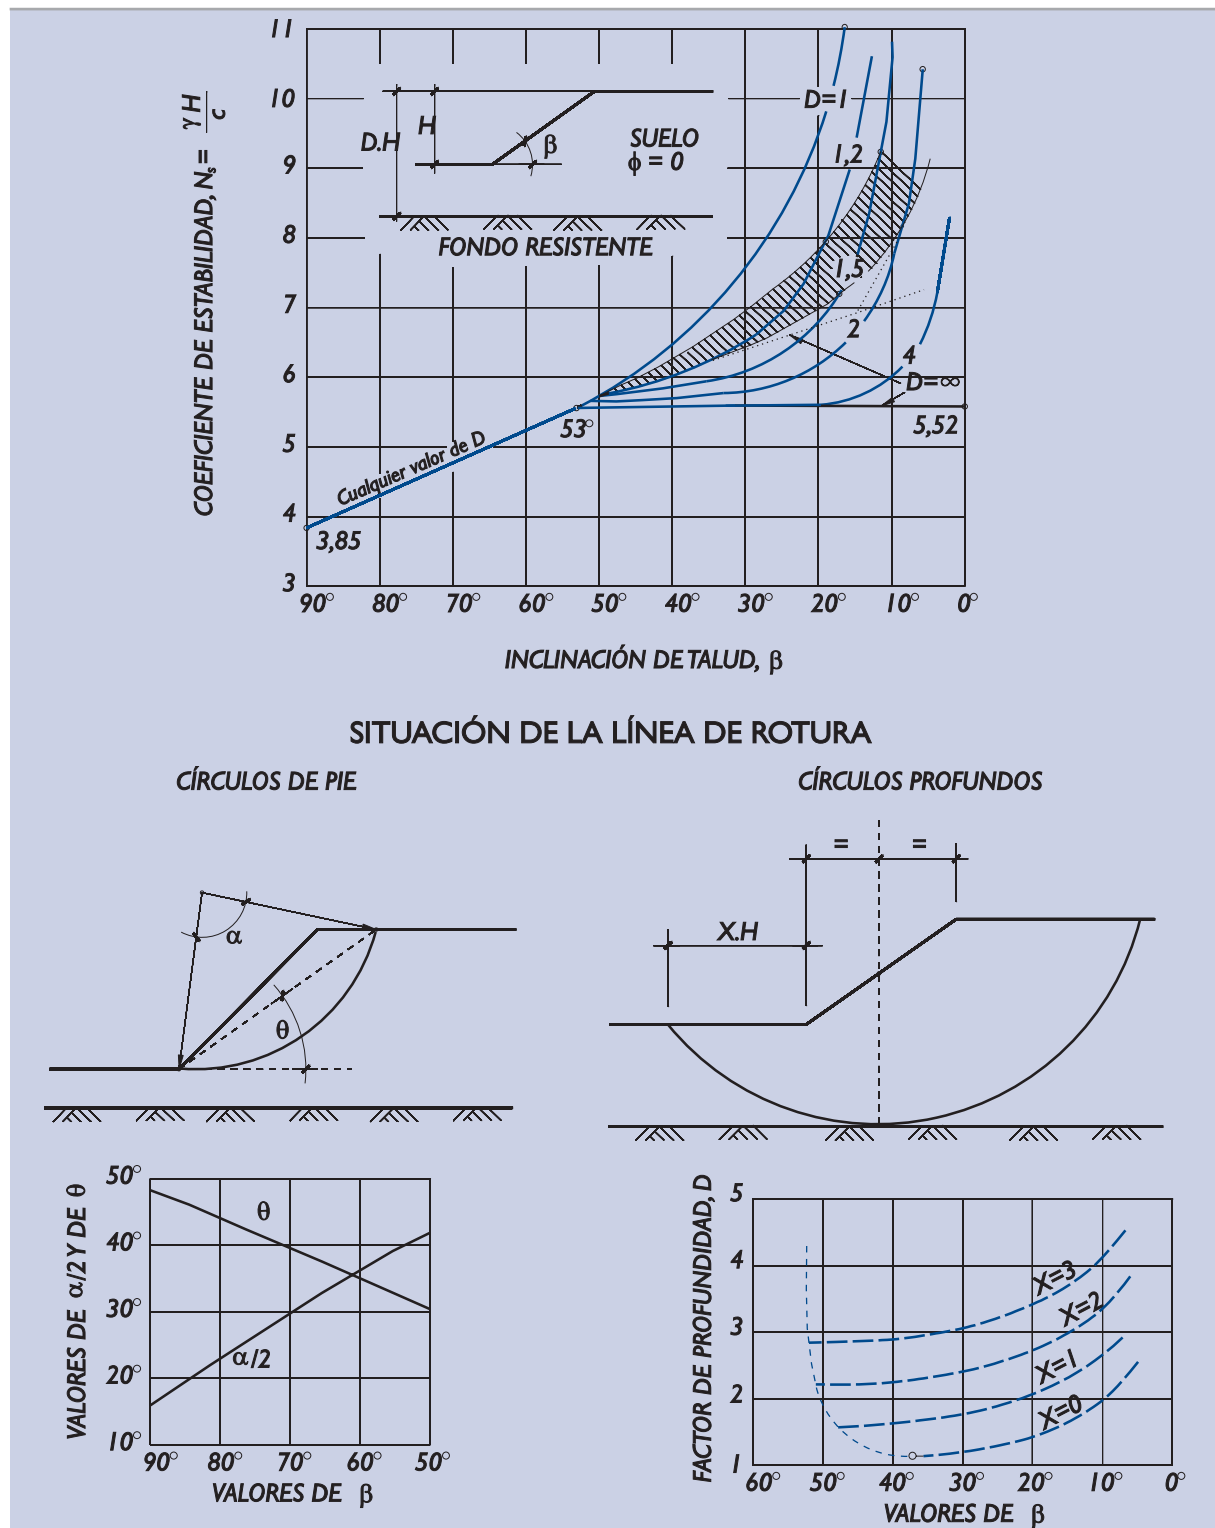 11
10
9
8
7
6
5
4
3
COEFICIENTE DE ESTABILIDAD, Ns = γ H / c
D.H
H
β
SUELO
ϕ = 0
FONDO RESISTENTE
D=1
1,2
1,5
2
4
D=∞
5,52
53°
Cualquier valor de D
3,85
90° 80° 70° 60° 50° 40° 30° 20° 10° 0°
INCLINACIÓN DE TALUD, β
SITUACIÓN DE LA LÍNEA DE ROTURA
CÍRCULOS DE PIE
α
θ
CÍRCULOS PROFUNDOS
= =
X.H
VALORES DE α/2 Y DE θ
50°
40°
30°
20°
10°
θ
α/2
90° 80° 70° 60° 50°
VALORES DE β
FACTOR DE PROFUNDIDAD, D
5
4
3
2
1
X=3
X=2
X=1
X=0
60° 50° 40° 30° 20° 10° 0°
VALORES DE β